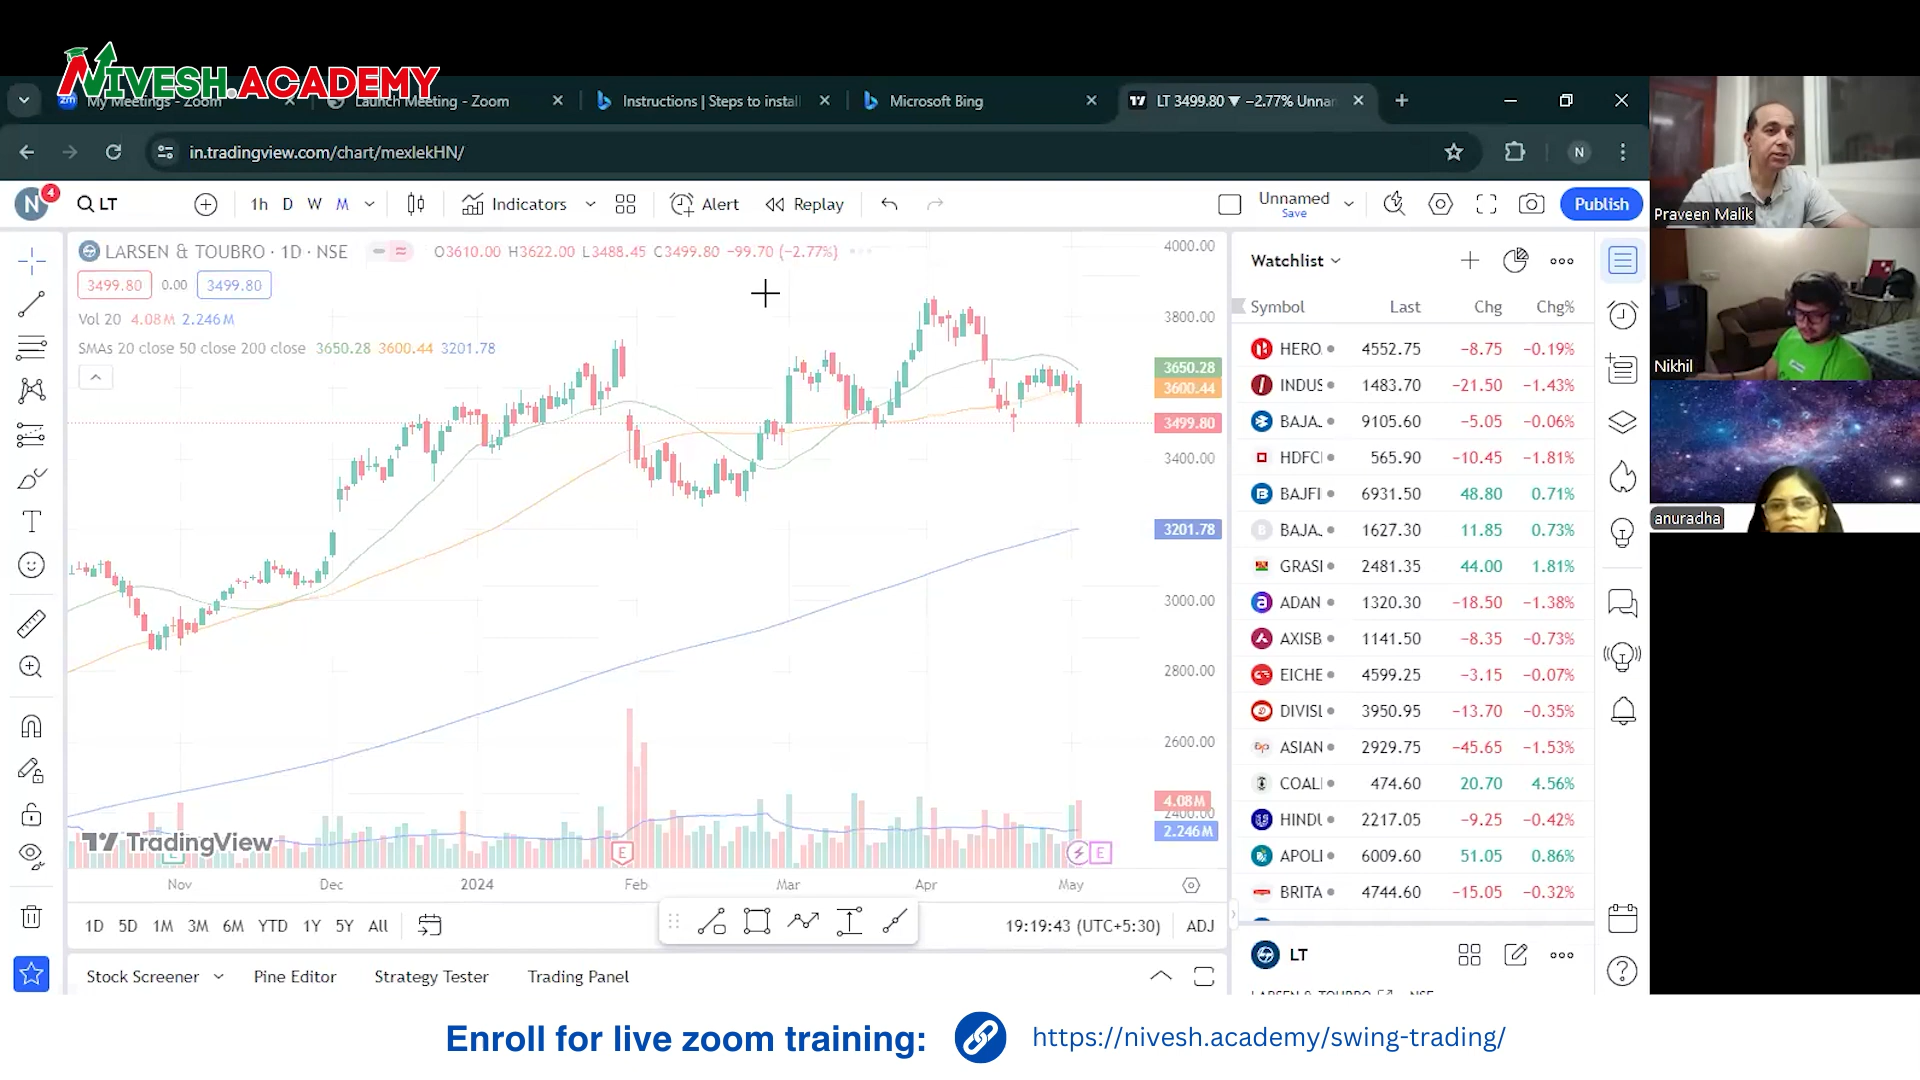 NIVESH.ACADEMY
My Meetings - Zoom
Launch Meeting - Zoom
Instructions | Steps to instal
Microsoft Bing
LT 3499.80 ▼ −2.77% Unnar
in.tradingview.com/chart/mexlekHN/
N
N 4 LT 1h D W M Indicators Alert Replay Unnamed Save Publish
LARSEN & TOUBRO · 1D · NSE O3610.00 H3622.00 L3488.45 C3499.80 −99.70 (−2.77%)
3499.80 0.00 3499.80
Vol 20 4.08M 2.246M
SMAs 20 close 50 close 200 close 3650.28 3600.44 3201.78
4000.00
3800.00
3650.28
3600.44
3499.80
3400.00
3201.78
3000.00
2800.00
2600.00
4.08M
2400.00
2.246M
TradingView
E
E
Nov Dec 2024 Feb Mar Apr May
1D 5D 1M 3M 6M YTD 1Y 5Y All 19:19:43 (UTC+5:30) ADJ
Stock Screener Pine Editor Strategy Tester Trading Panel
Watchlist
Symbol Last Chg Chg%
HERO 4552.75 −8.75 −0.19%
INDUS 1483.70 −21.50 −1.43%
BAJA 9105.60 −5.05 −0.06%
HDFC 565.90 −10.45 −1.81%
BAJFI 6931.50 48.80 0.71%
BAJA 1627.30 11.85 0.73%
GRASI 2481.35 44.00 1.81%
ADAN 1320.30 −18.50 −1.38%
AXISB 1141.50 −8.35 −0.73%
EICHE 4599.25 −3.15 −0.07%
DIVISL 3950.95 −13.70 −0.35%
ASIAN 2929.75 −45.65 −1.53%
COALI 474.60 20.70 4.56%
HINDU 2217.05 −9.25 −0.42%
APOLL 6009.60 51.05 0.86%
BRITA 4744.60 −15.05 −0.32%
LT
Praveen Malik
Nikhil
anuradha
Enroll for live zoom training: https://nivesh.academy/swing-trading/